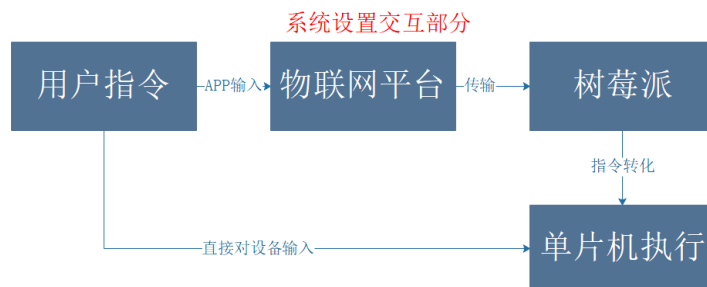 系统设置交互部分
用户指令
APP输入
物联网平台
传输
树莓派
指令转化
直接对设备输入
单片机执行